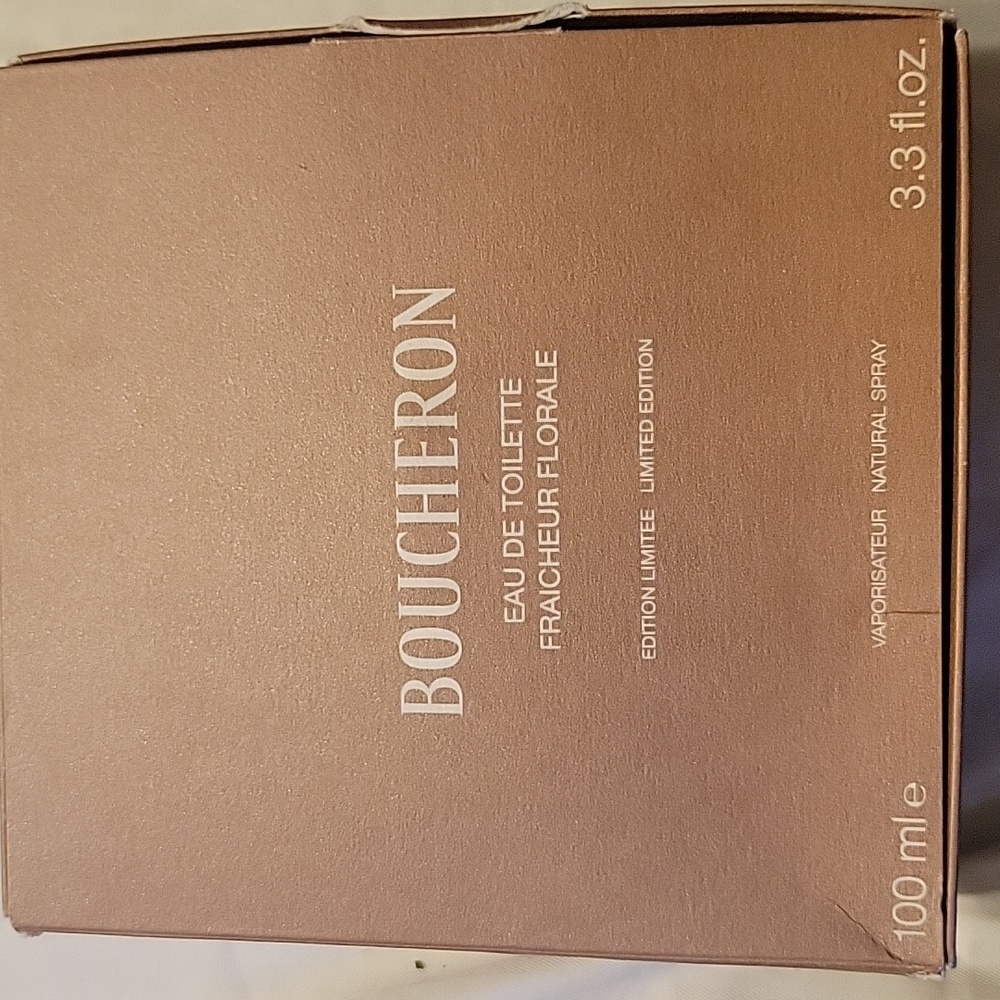 BOUCHERON
EAU DE TOILETTE
FRAICHEUR FLORALE
EDITION LIMITEE LIMITED EDITION
VAPORISATEUR NATURAL SPRAY
100 ml e 3.3 fl.oz.